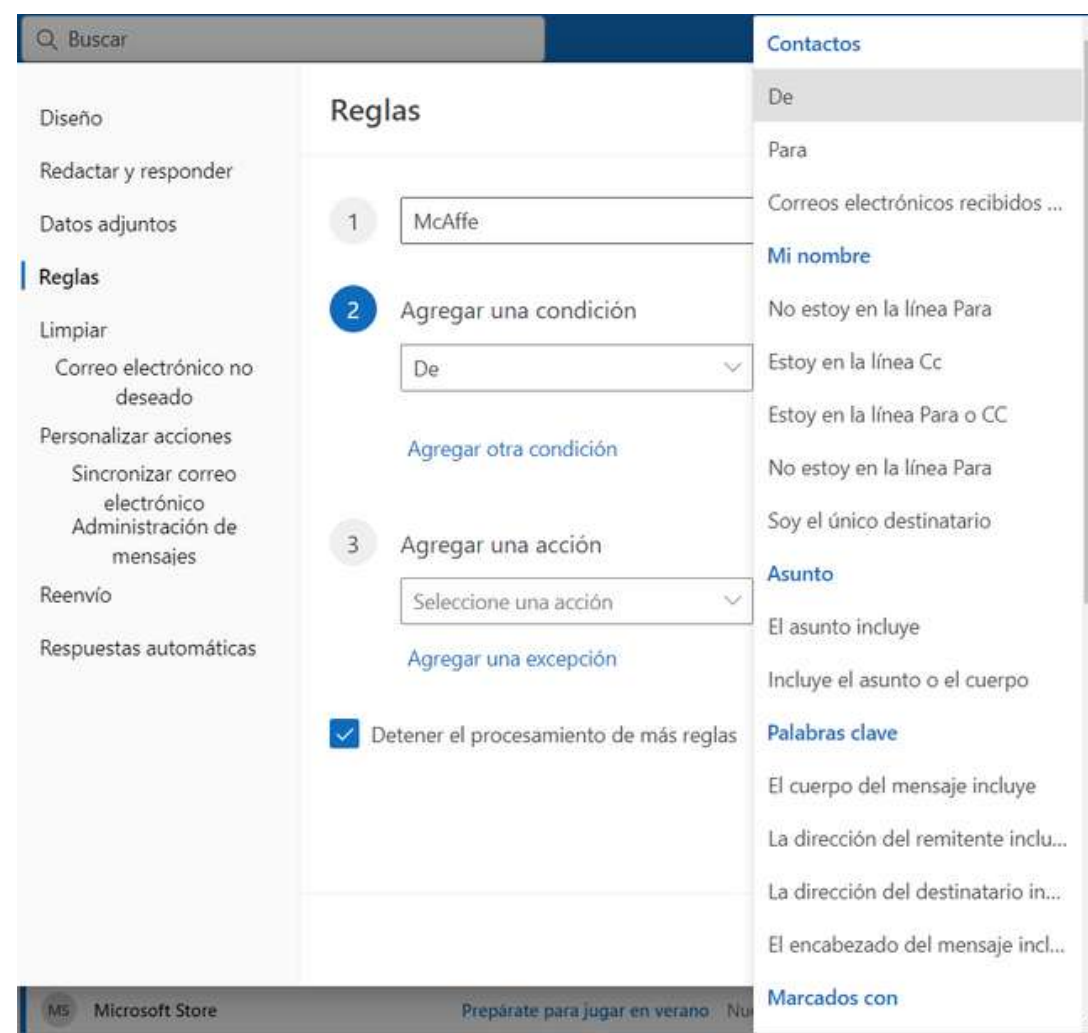 Buscar
Diseño
Redactar y responder
Datos adjuntos
Reglas
Limpiar
Correo electrónico no
deseado
Personalizar acciones
Sincronizar correo
electrónico
Administración de
mensajes
Reenvío
Respuestas automáticas
Reglas
1
McAffe
2
Agregar una condición
De
Agregar otra condición
3
Agregar una acción
Seleccione una acción
Agregar una excepción
Detener el procesamiento de más reglas
Contactos
De
Para
Correos electrónicos recibidos ...
Mi nombre
No estoy en la línea Para
Estoy en la línea Cc
Estoy en la línea Para o CC
No estoy en la línea Para
Soy el único destinatario
Asunto
El asunto incluye
Incluye el asunto o el cuerpo
Palabras clave
El cuerpo del mensaje incluye
La dirección del remitente inclu...
La dirección del destinatario in...
El encabezado del mensaje incl...
Marcados con
MS Microsoft Store
Prepárate para jugar en verano